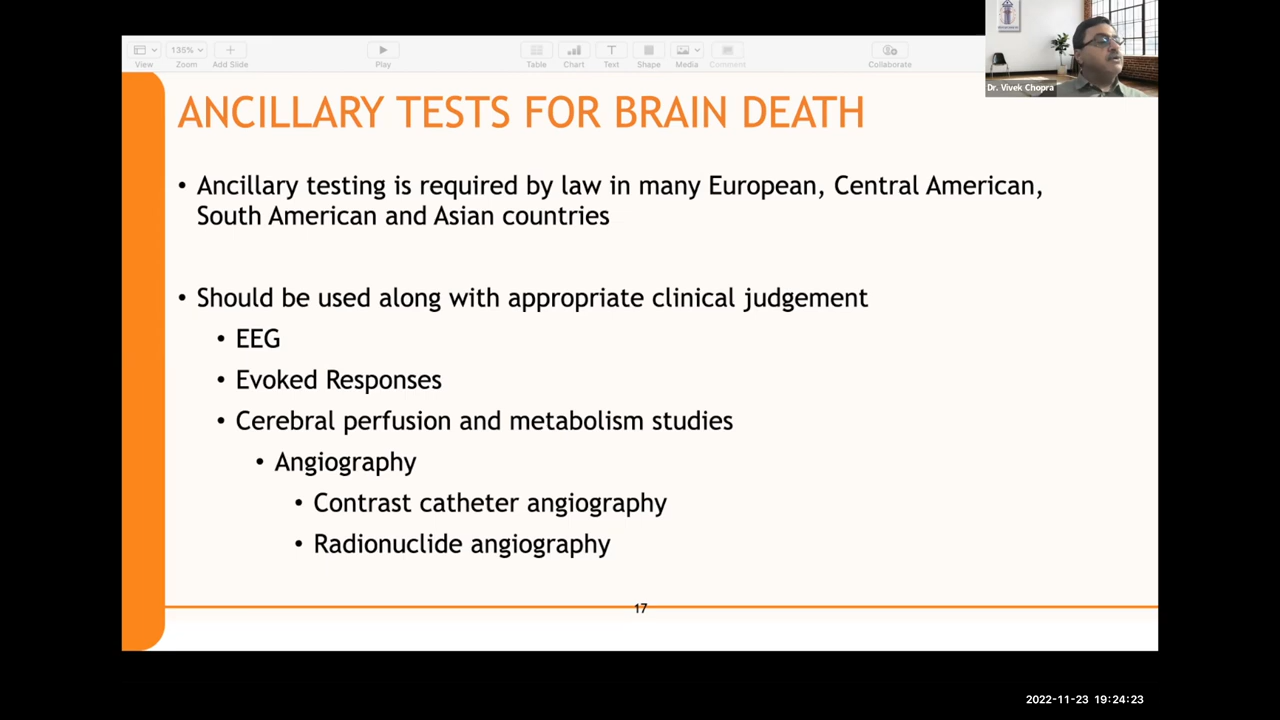 View
135%
Zoom
Add Slide
Play
Table
Chart
Text
Shape
Media
Comment
Collaborate
Dr. Vivek Chopra
ANCILLARY TESTS FOR BRAIN DEATH
• Ancillary testing is required by law in many European, Central American,
South American and Asian countries
• Should be used along with appropriate clinical judgement
• EEG
• Evoked Responses
• Cerebral perfusion and metabolism studies
• Angiography
• Contrast catheter angiography
• Radionuclide angiography
17
2022-11-23 19:24:23